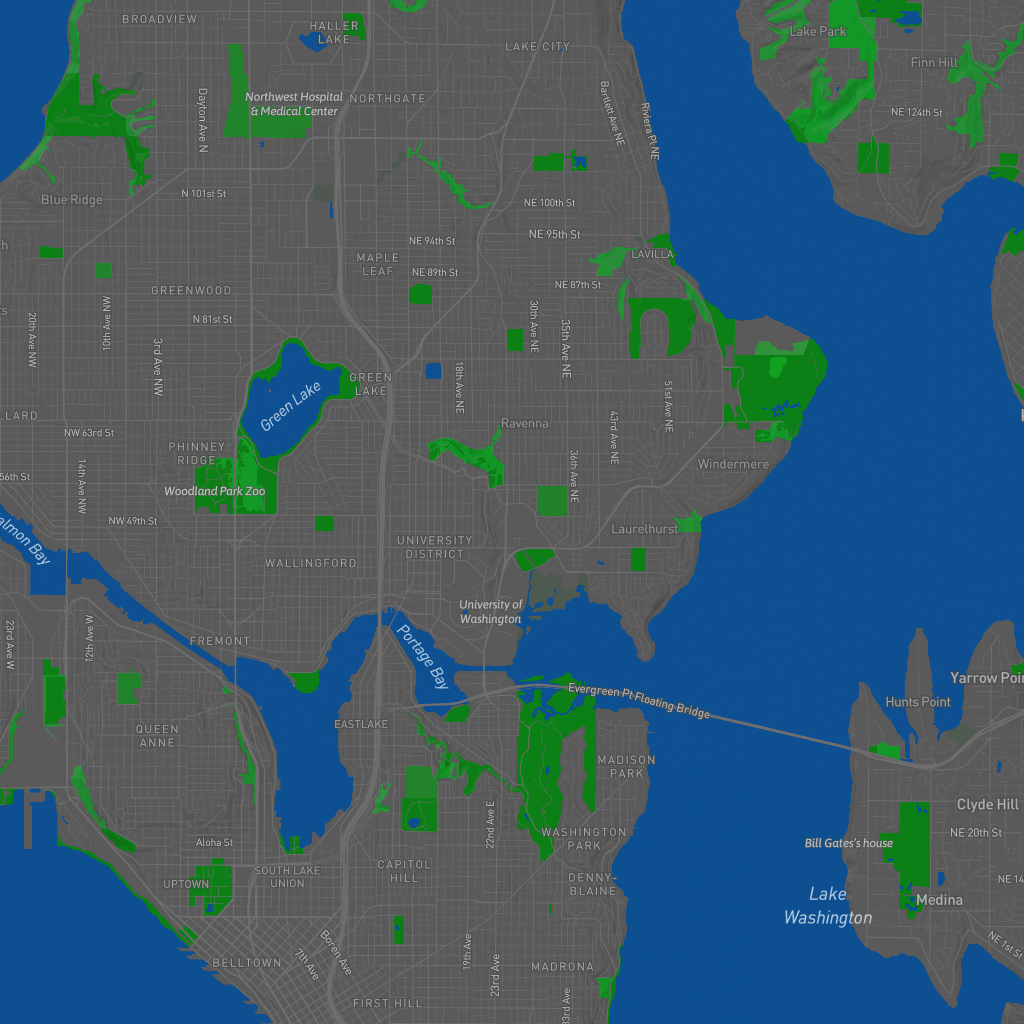 BROADVIEW
HALLER
LAKE
LAKE CITY
Lake Park
Finn Hill
Northwest Hospital
& Medical Center
NORTHGATE
Dayton Ave N
Bartlett Ave NE
Riviera Pl NE
NE 124th St
Blue Ridge
N 101st St
NE 100th St
NE 94th St
NE 95th St
MAPLE
LEAF
NE 89th St
LAVILLA
NE 87th St
GREENWOOD
10th Ave NW
20th Ave NW
N 81st St
30th Ave NE
35th Ave NE
3rd Ave NW
GREEN
LAKE
Green Lake
18th Ave NE
51st Ave NE
LLARD
NW 63rd St
43rd Ave NE
Ravenna
PHINNEY
RIDGE
36th Ave NE
Windermere
56th St
14th Ave NW
Woodland Park Zoo
NW 49th St
Laurelhurst
almon Bay
UNIVERSITY
DISTRICT
WALLINGFORD
University of
Washington
23rd Ave W
12th Ave W
FREMONT
Portage Bay
Evergreen Pt Floating Bridge
Yarrow Poin
Hunts Point
QUEEN
ANNE
EASTLAKE
MADISON
PARK
Clyde Hill
22nd Ave E
Aloha St
WASHINGTON
PARK
NE 20th St
Bill Gates's house
CAPITOL
HILL
UPTOWN
SOUTH LAKE
UNION
DENNY-
BLAINE
NE 14
Lake
Washington
Medina
BELLTOWN
7th Ave
Boren Ave
19th Ave
23rd Ave
MADRONA
NE 1st St
FIRST HILL
33rd Ave